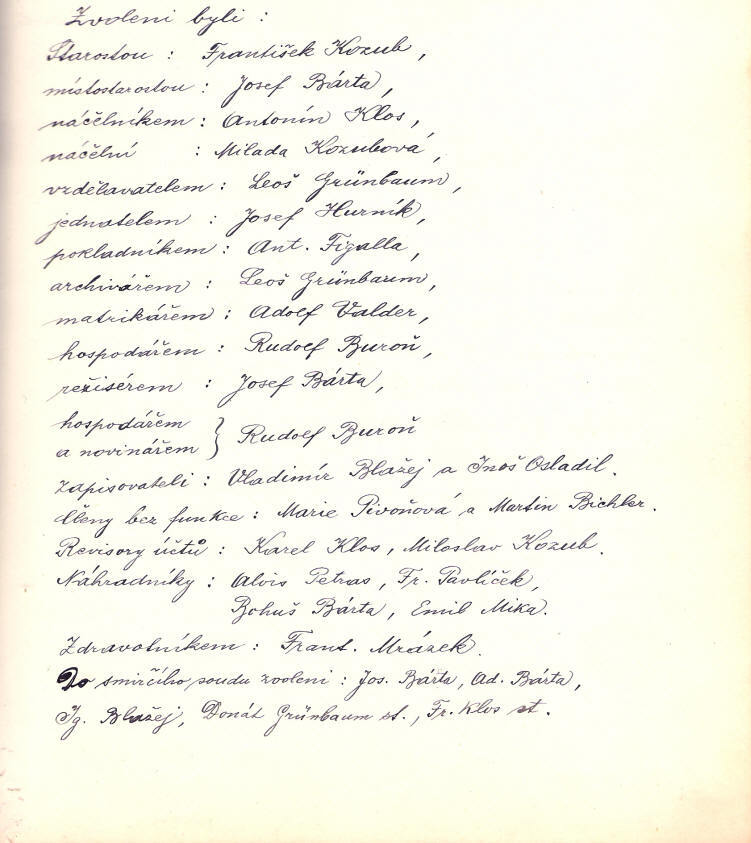 Zvoleni byli :
Starostou : František Kozub,
místostarostou : Josef Bárta,
náčelníkem : Antonín Klos,
náčelní : Milada Kozubová,
vzdělavatelem : Leoš Grünbaum,
jednatelem : Josef Hurník,
pokladníkem : Ant. Figalla,
archivářem : Leoš Grünbaum,
matrikářem : Adolf Valder,
hospodářem : Rudolf Buroň,
režisérem : Josef Bárta,
hospodářem
a novinářem } Rudolf Buroň
zapisovateli : Vladimír Blažej a Inoš Osladil.
Členy bez funkce : Marie Pivoňová a Martin Bichler.
Revisory účtů : Karel Klos, Miloslav Kozub.
Náhradníky : Alois Petras, Fr. Pavlíček,
Bohuš Bárta, Emil Mika.
Zdravotníkem : Frant. Mrázek.
Do smírčího soudu zvoleni : Jos. Bárta, Ad. Bárta,
Ig. Blažej, Donát Grünbaum st., Fr. Klos st.